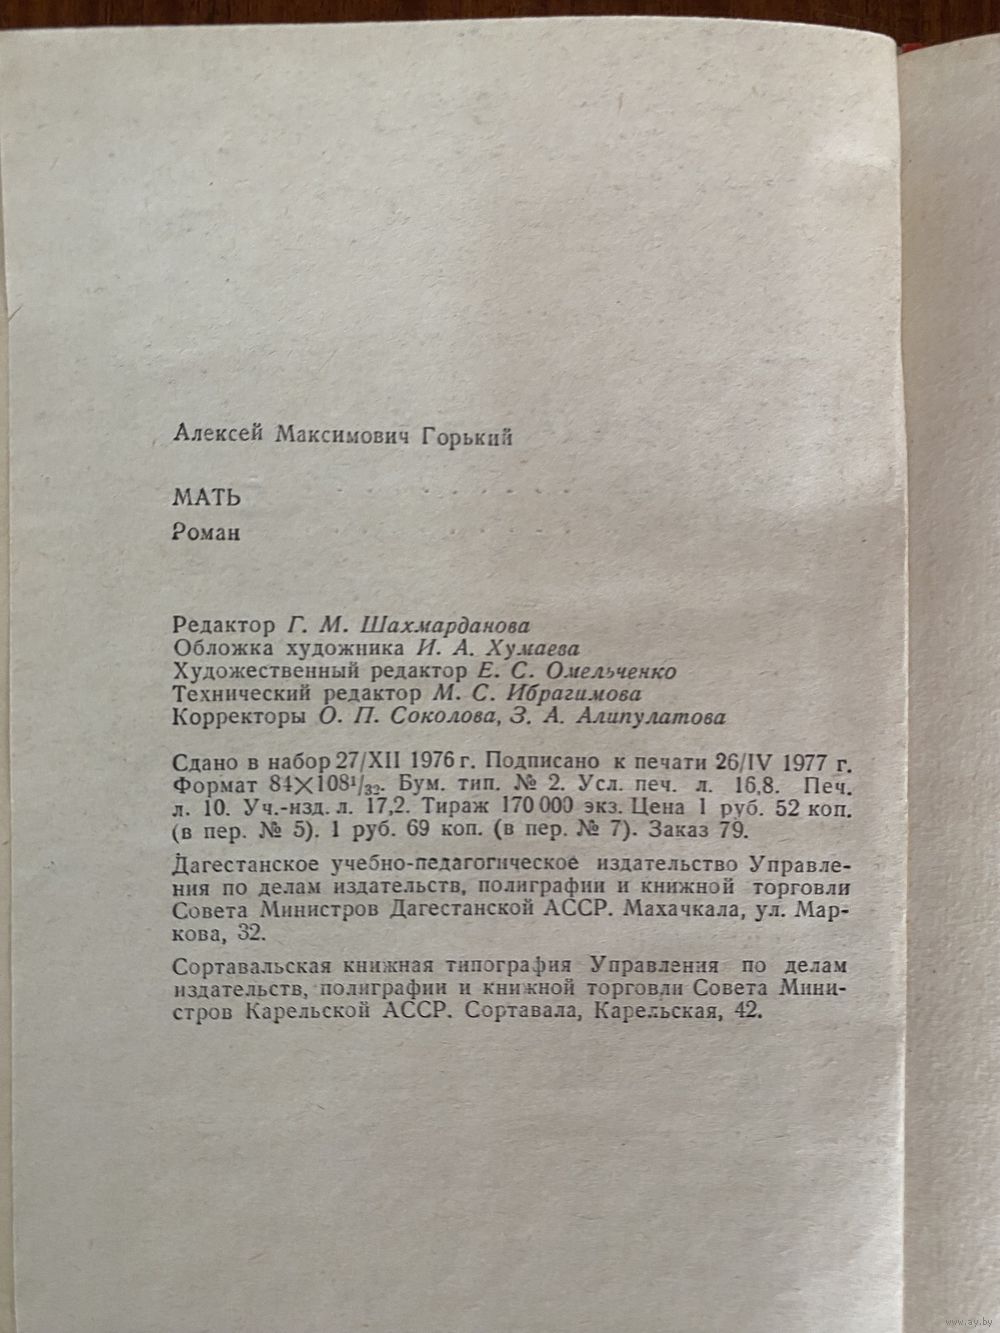 Алексей Максимович Горький
МАТЬ
Роман
Редактор Г. М. Шахмарданова
Обложка художника И. А. Хумаева
Художественный редактор Е. С. Омельченко
Технический редактор М. С. Ибрагимова
Корректоры О. П. Соколова, З. А. Алипулатова
Сдано в набор 27/XII 1976 г. Подписано к печати 26/IV 1977 г.
Формат 84×108¹/₃₂. Бум. тип. № 2. Усл. печ. л. 16,8. Печ.
л. 10. Уч.-изд. л. 17,2. Тираж 170 000 экз. Цена 1 руб. 52 коп.
(в пер. № 5). 1 руб. 69 коп. (в пер. № 7). Заказ 79.
Дагестанское учебно-педагогическое издательство Управле-
ния по делам издательств, полиграфии и книжной торговли
Совета Министров Дагестанской АССР. Махачкала, ул. Мар-
кова, 32.
Сортавальская книжная типография Управления по делам
издательств, полиграфии и книжной торговли Совета Мини-
стров Карельской АССР. Сортавала, Карельская, 42.
www.ay.by